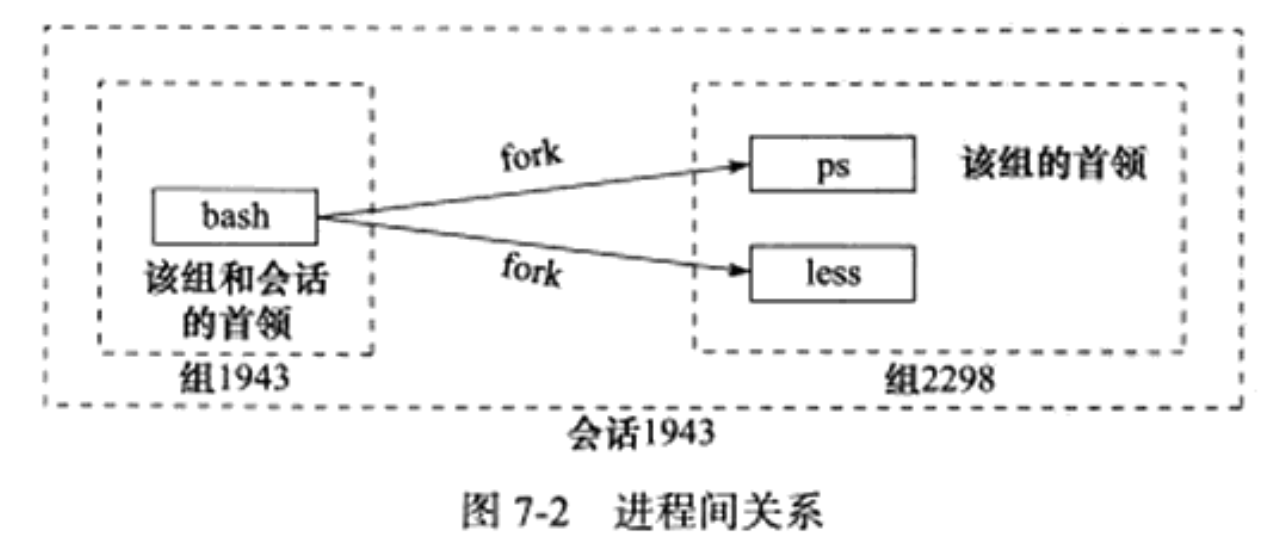 fork
ps
该组的首领
bash
fork
less
该组和会话
的首领
组1943
组2298
会话1943
图 7-2 进程间关系